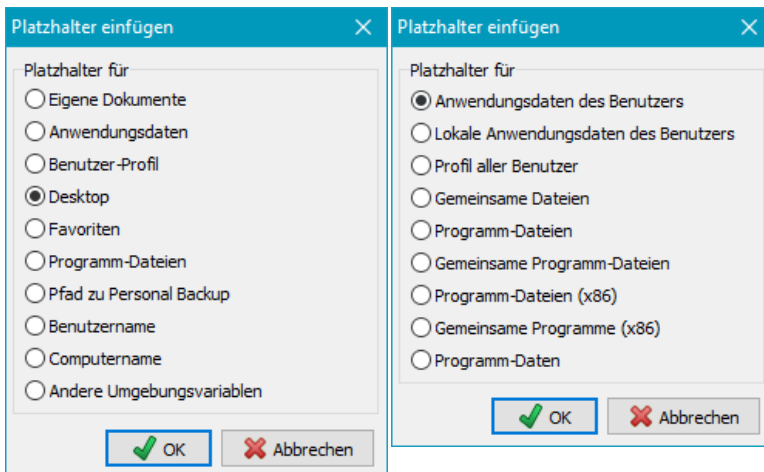 Platzhalter einfügen
Platzhalter für
Eigene Dokumente
Anwendungsdaten
Benutzer-Profil
Desktop
Favoriten
Programm-Dateien
Pfad zu Personal Backup
Benutzername
Computername
Andere Umgebungsvariablen
OK
Abbrechen
Platzhalter einfügen
Platzhalter für
Anwendungsdaten des Benutzers
Lokale Anwendungsdaten des Benutzers
Profil aller Benutzer
Gemeinsame Dateien
Programm-Dateien
Gemeinsame Programm-Dateien
Programm-Dateien (x86)
Gemeinsame Programme (x86)
Programm-Daten
OK
Abbrechen